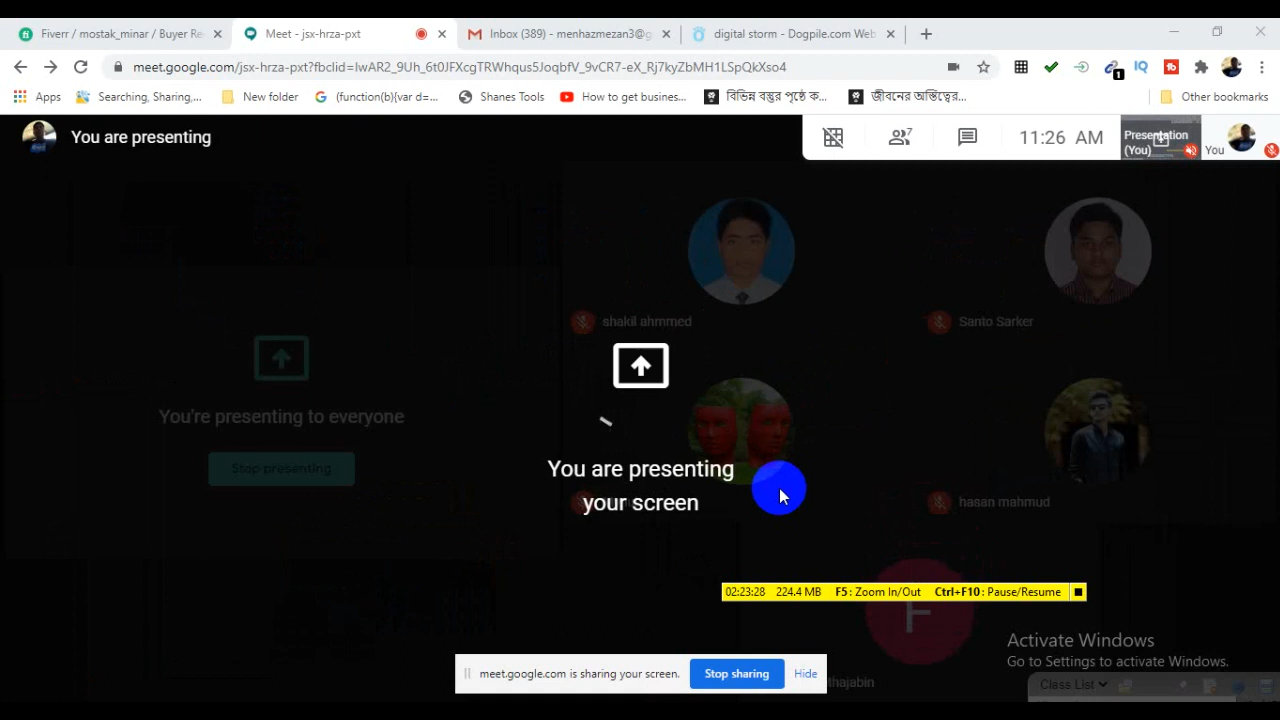 Fiverr / mostak_minar / Buyer Re
Meet - jsx-hrza-pxt
Inbox (389) - menhazmezan3@g
digital storm - Dogpile.com Web
meet.google.com/jsx-hrza-pxt?fbclid=IwAR2_9Uh_6t0JFXcgTRWhqus5JoqbfV_9vCR7-eX_Rj7kyZbMH1LSpQkXso4
1
IQ
Apps
Searching, Sharing,...
New folder
(function(b){var d=...
Shanes Tools
How to get busines...
বিভিন্ন বস্তুর পৃষ্ঠে ক...
জীবনের অস্তিত্বের...
Other bookmarks
You are presenting
7
11:26 AM
Presentation
(You)
You
shakil ahmmed
Santo Sarker
You're presenting to everyone
Stop presenting
You are presenting
your screen
hasan mahmud
02:23:28 224.4 MB F5: Zoom In/Out Ctrl+F10: Pause/Resume
F
Activate Windows
Go to Settings to activate Windows.
meet.google.com is sharing your screen.
Stop sharing
Hide
thajabin
Class List